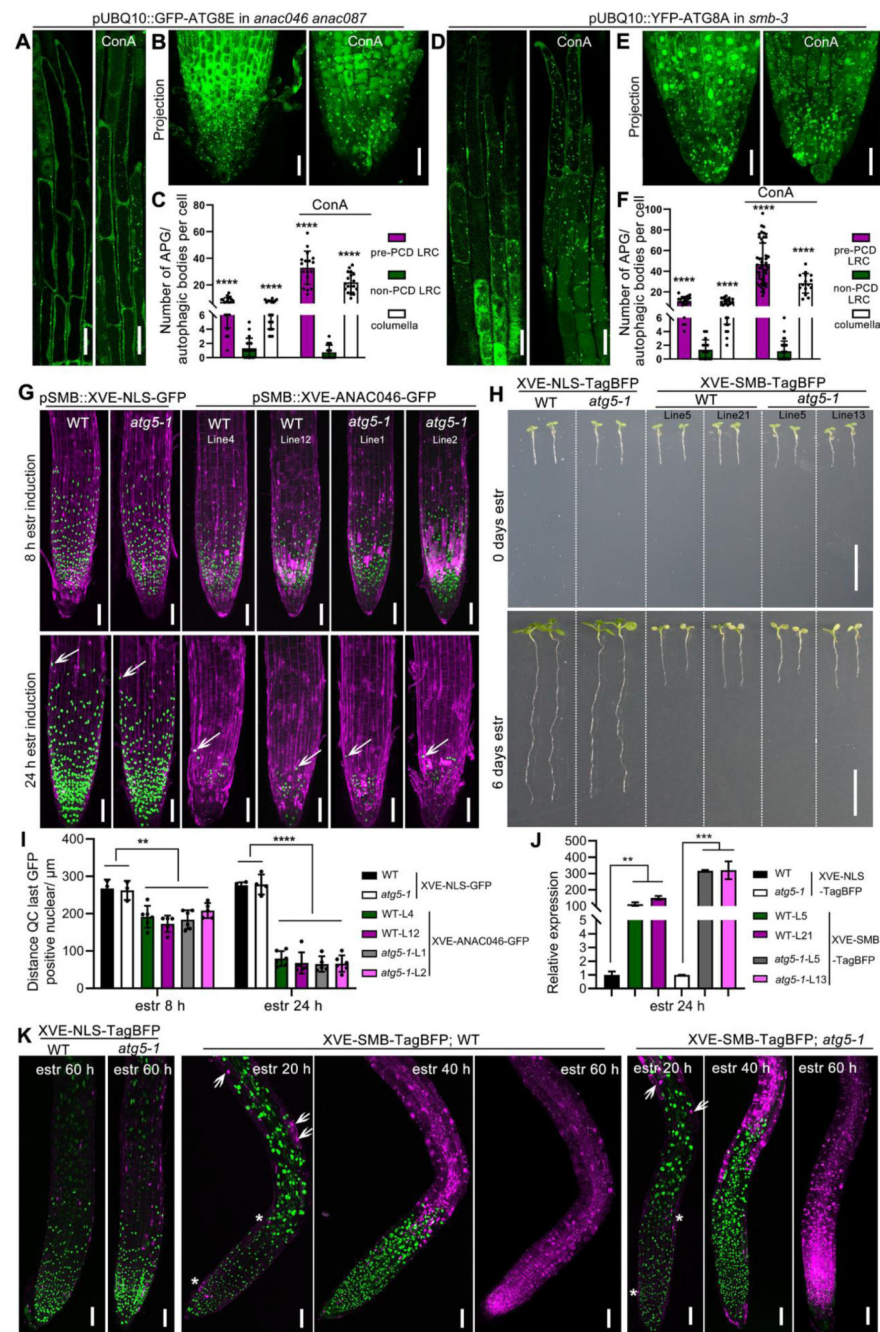 pUBQ10::GFP-ATG8E in anac046 anac087
pUBQ10::YFP-ATG8A in smb-3
A
ConA
B
ConA
Projection
D
ConA
E
ConA
Projection
C
ConA
Number of APG/
autophagic bodies per cell
80
60
40
20
6
4
2
0
****
****
****
****
pre-PCD LRC
non-PCD LRC
columella
F
ConA
Number of APG/
autophagic bodies per cell
100
80
60
40
20
6
4
2
0
****
****
****
****
pre-PCD
LRC
non-PCD
LRC
columella
G
pSMB::XVE-NLS-GFP
pSMB::XVE-ANAC046-GFP
WT
atg5-1
WT
Line4
WT
Line12
atg5-1
Line1
atg5-1
Line2
8 h estr induction
24 h estr induction
H
XVE-NLS-TagBFP
XVE-SMB-TagBFP
WT
atg5-1
WT
atg5-1
Line5
Line21
Line5
Line13
0 days estr
6 days estr
I
Distance QC last GFP
positive nuclear/ μm
400
300
200
100
0
**
****
estr 8 h
estr 24 h
WT
atg5-1
XVE-NLS-GFP
WT-L4
WT-L12
atg5-1-L1
atg5-1-L2
XVE-ANAC046-GFP
J
Relative expression
500
400
300
200
100
5
4
3
2
1
0
**
***
estr 24 h
WT
atg5-1
XVE-NLS
-TagBFP
WT-L5
WT-L21
atg5-1-L5
atg5-1-L13
XVE-SMB
-TagBFP
K
XVE-NLS-TagBFP
WT
atg5-1
estr 60 h
estr 60 h
XVE-SMB-TagBFP; WT
estr 20 h
estr 40 h
estr 60 h
*
*
XVE-SMB-TagBFP; atg5-1
estr 20 h
estr 40 h
estr 60 h
*
*